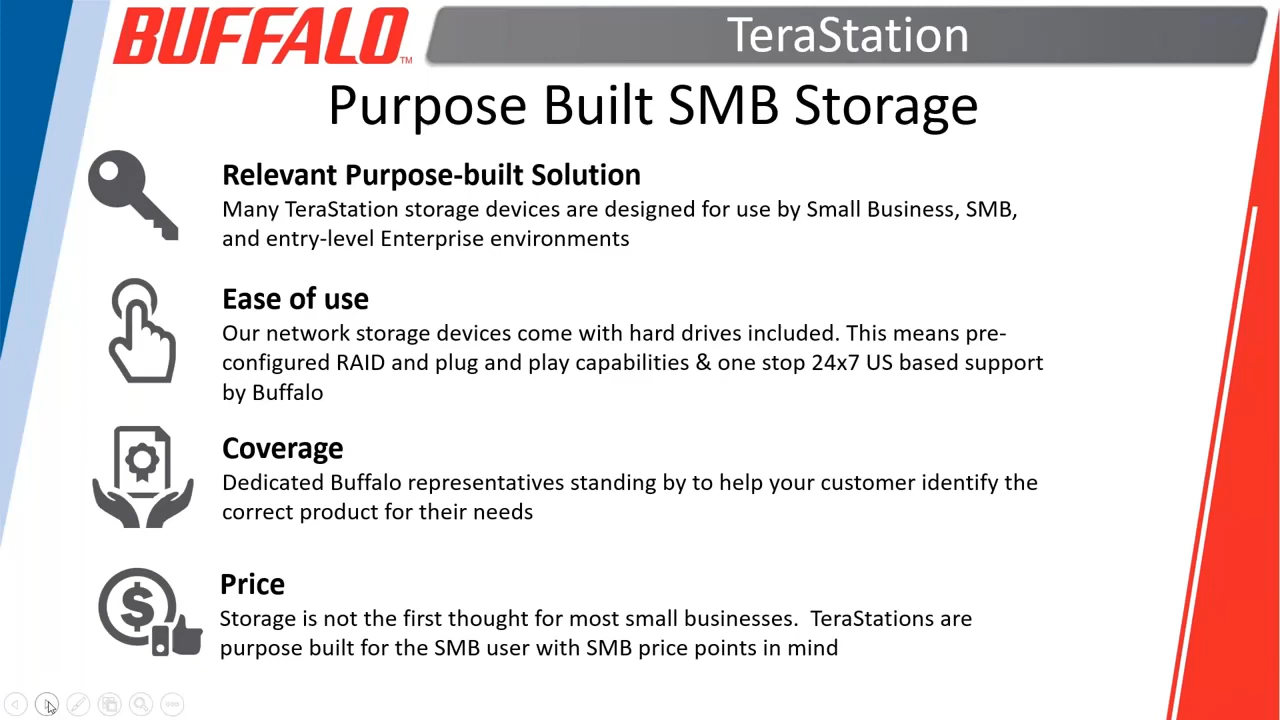 BUFFALO™
TeraStation
Purpose Built SMB Storage
Relevant Purpose-built Solution
Many TeraStation storage devices are designed for use by Small Business, SMB,
and entry-level Enterprise environments
Ease of use
Our network storage devices come with hard drives included. This means pre-
configured RAID and plug and play capabilities & one stop 24x7 US based support
by Buffalo
Coverage
Dedicated Buffalo representatives standing by to help your customer identify the
correct product for their needs
$
Price
Storage is not the first thought for most small businesses.  TeraStations are
purpose built for the SMB user with SMB price points in mind